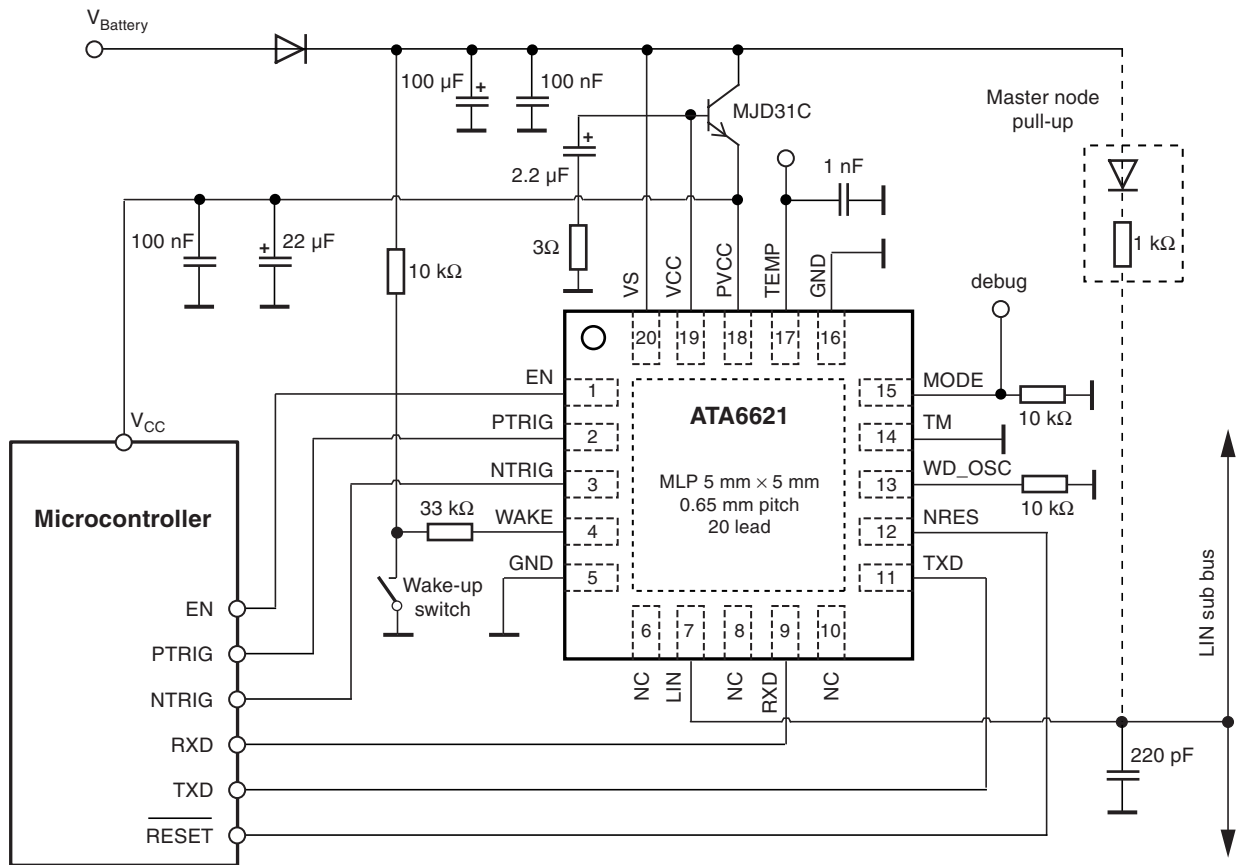 V_Battery
100 µF
+
100 nF
MJD31C
Master node
pull-up
+
2.2 µF
1 nF
100 nF
+
22 µF
10 kΩ
3Ω
1 kΩ
VS
VCC
PVCC
TEMP
GND
debug
20
19
18
17
16
EN
1
15
MODE
10 kΩ
ATA6621
V_CC
PTRIG
2
14
TM
NTRIG
3
MLP 5 mm × 5 mm
0.65 mm pitch
20 lead
13
WD_OSC
10 kΩ
Microcontroller
33 kΩ
WAKE
4
12
NRES
GND
5
11
TXD
Wake-up
switch
LIN sub bus
EN
6
7
8
9
10
PTRIG
NC
LIN
NC
RXD
NC
NTRIG
RXD
220 pF
TXD
RESET